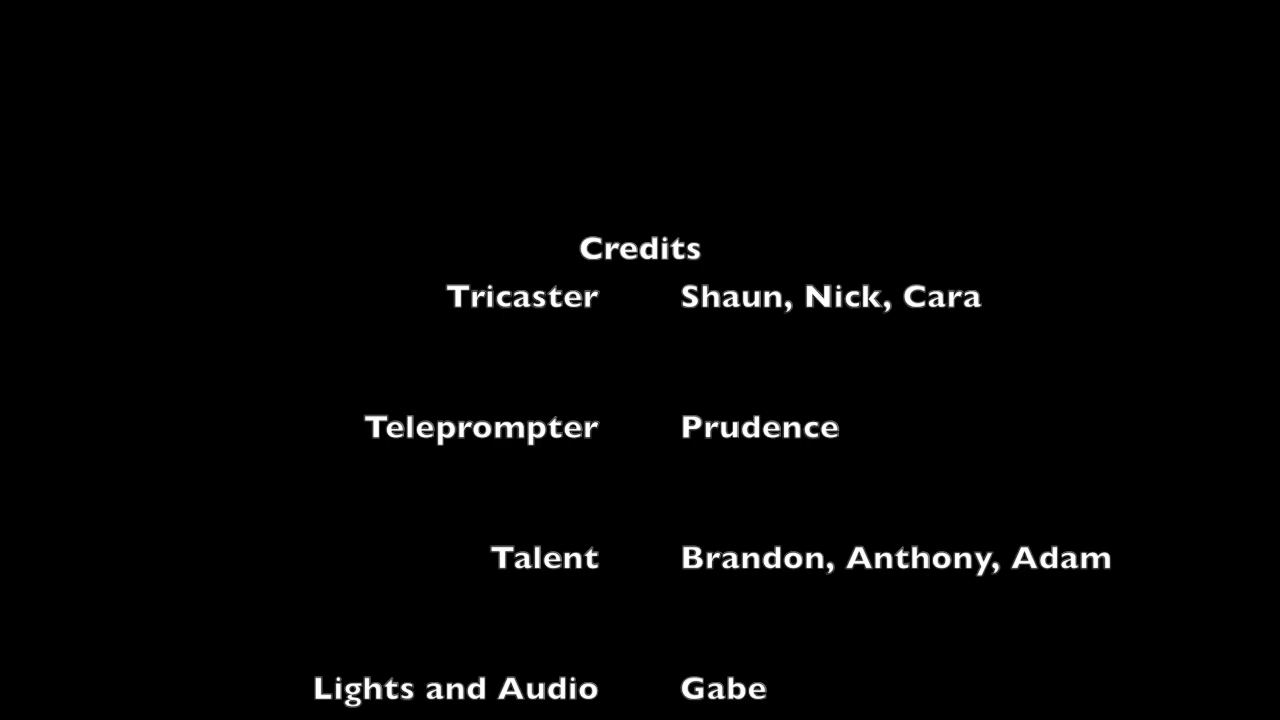 Credits
Tricaster Shaun, Nick, Cara
Teleprompter Prudence
Talent Brandon, Anthony, Adam
Lights and Audio Gabe